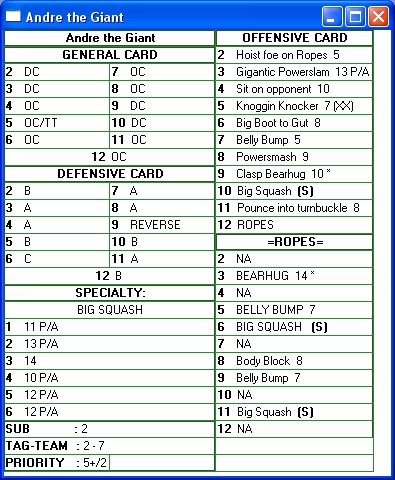 Andre the Giant
Andre the Giant
GENERAL CARD
2 DC 7 OC
3 DC 8 OC
4 OC 9 DC
5 OC/TT 10 DC
6 OC 11 OC
12 OC
DEFENSIVE CARD
2 B 7 A
3 A 8 A
4 A 9 REVERSE
5 B 10 B
6 C 11 A
12 B
SPECIALTY:
BIG SQUASH
1 11 P/A
2 13 P/A
3 14
4 10 P/A
5 12 P/A
6 12 P/A
SUB : 2
TAG-TEAM : 2 - 7
PRIORITY : 5+/2
OFFENSIVE CARD
2 Hoist foe on Ropes 5
3 Gigantic Powerslam 13 P/A
4 Sit on opponent 10
5 Knoggin Knocker 7 (XX)
6 Big Boot to Gut 8
7 Belly Bump 5
8 Powersmash 9
9 Clasp Bearhug 10 *
10 Big Squash (S)
11 Pounce into turnbuckle 8
12 ROPES
=ROPES=
2 NA
3 BEARHUG 14 *
4 NA
5 BELLY BUMP 7
6 BIG SQUASH (S)
7 NA
8 Body Block 8
9 Belly Bump 7
10 NA
11 Big Squash (S)
12 NA